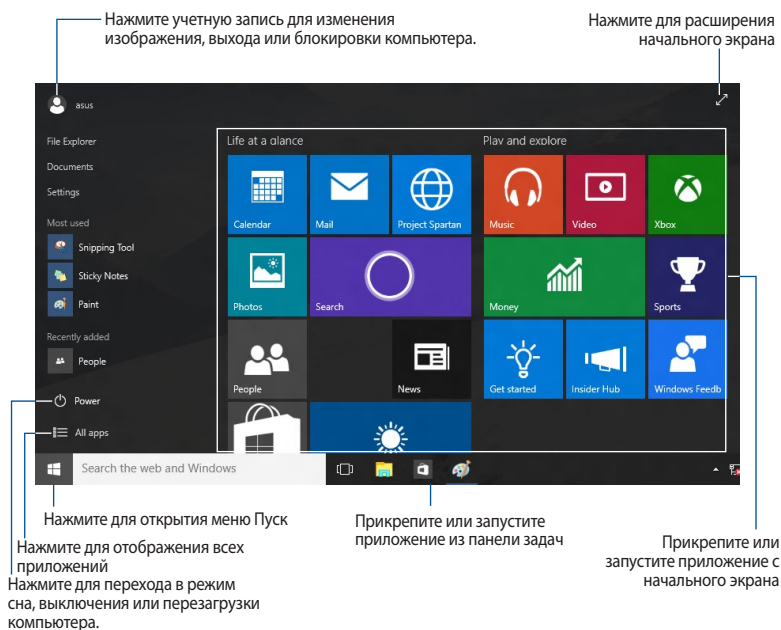 Нажмите учетную запись для изменения
изображения, выхода или блокировки компьютера.
Нажмите для расширения
начального экрана
asus
File Explorer
Documents
Settings
Most used
Snipping Tool
Sticky Notes
Paint
Recently added
People
Power
All apps
Life at a glance
Calendar
Mail
Project Spartan
Photos
Search
People
News
Play and explore
Music
Video
Xbox
Money
Sports
Get started
Insider Hub
Windows Feedb
Search the web and Windows
Нажмите для открытия меню Пуск
Нажмите для отображения всех
приложений
Нажмите для перехода в режим
сна, выключения или перезагрузки
компьютера.
Прикрепите или запустите
приложение из панели задач
Прикрепите или
запустите приложение с
начального экрана